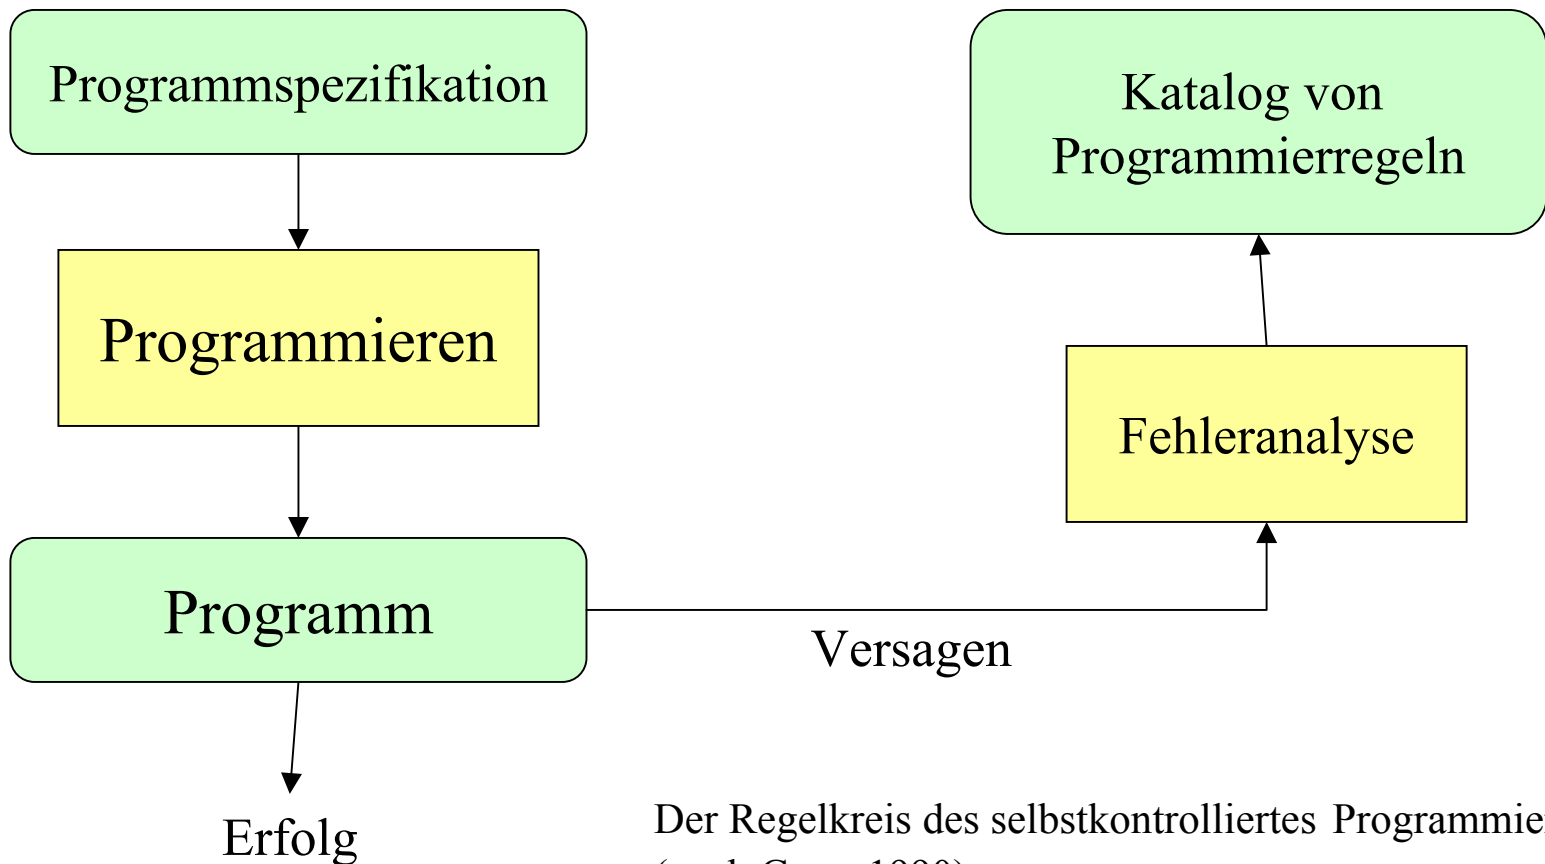 Programmspezifikation
Katalog von
Programmierregeln
Programmieren
Fehleranalyse
Programm
Versagen
Erfolg
Der Regelkreis des selbstkontrolliertes